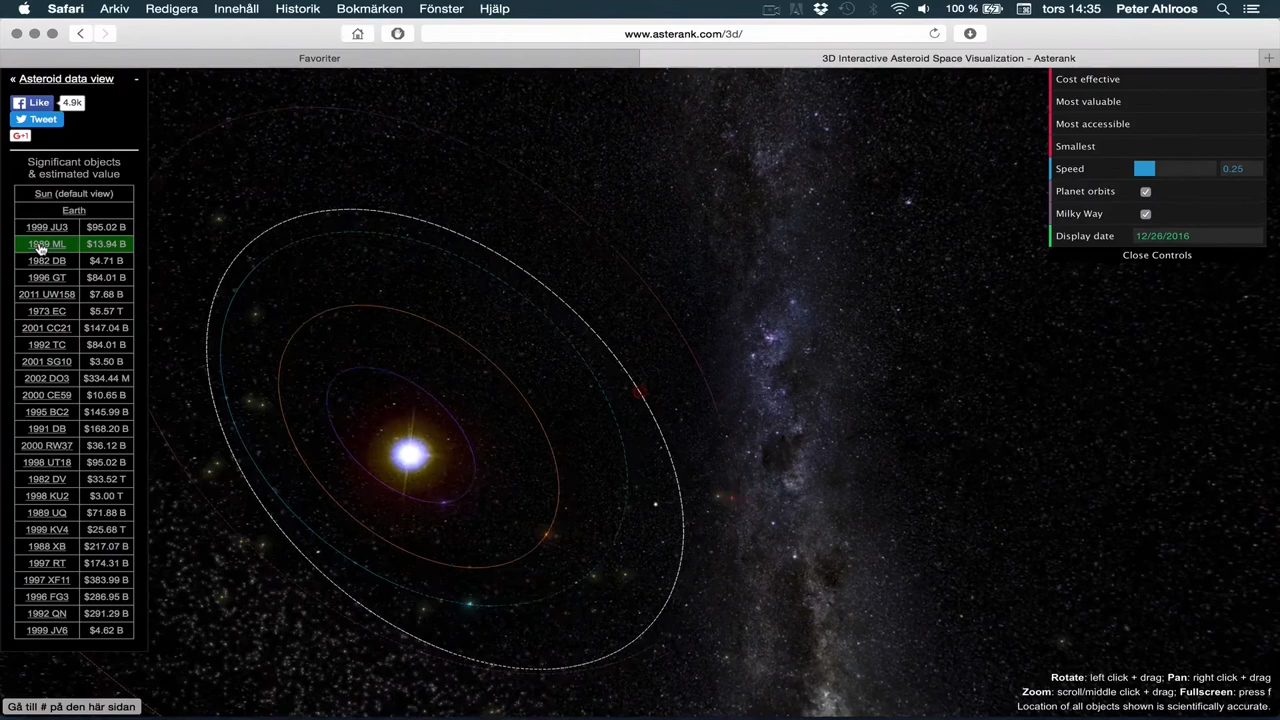 Safari Arkiv Redigera Innehåll Historik Bokmärken Fönster Hjälp 100 % tors 14:35 Peter Ahlroos
www.asterank.com/3d/
Favoriter
3D Interactive Asteroid Space Visualization - Asterank
« Asteroid data view -
Like 4.9k
Tweet
G+1
Significant objects
& estimated value
Sun (default view)
Earth
1999 JU3 $95.02 B
1989 ML $13.94 B
1982 DB $4.71 B
1996 GT $84.01 B
2011 UW158 $7.68 B
1973 EC $5.57 T
2001 CC21 $147.04 B
1992 TC $84.01 B
2001 SG10 $3.50 B
2002 DO3 $334.44 M
2000 CE59 $10.65 B
1995 BC2 $145.99 B
1991 DB $168.20 B
2000 RW37 $36.12 B
1998 UT18 $95.02 B
1982 DV $33.52 T
1998 KU2 $3.00 T
1989 UQ $71.88 B
1999 KV4 $25.68 T
1988 XB $217.07 B
1997 RT $174.31 B
1997 XF11 $383.99 B
1996 FG3 $286.95 B
1992 QN $291.29 B
1999 JV6 $4.62 B
Gå till # på den här sidan
Cost effective
Most valuable
Most accessible
Smallest
Speed 0.25
Planet orbits
Milky Way
Display date 12/26/2016
Close Controls
Rotate: left click + drag; Pan: right click + drag
Zoom: scroll/middle click + drag; Fullscreen: press f
Location of all objects shown is scientifically accurate.